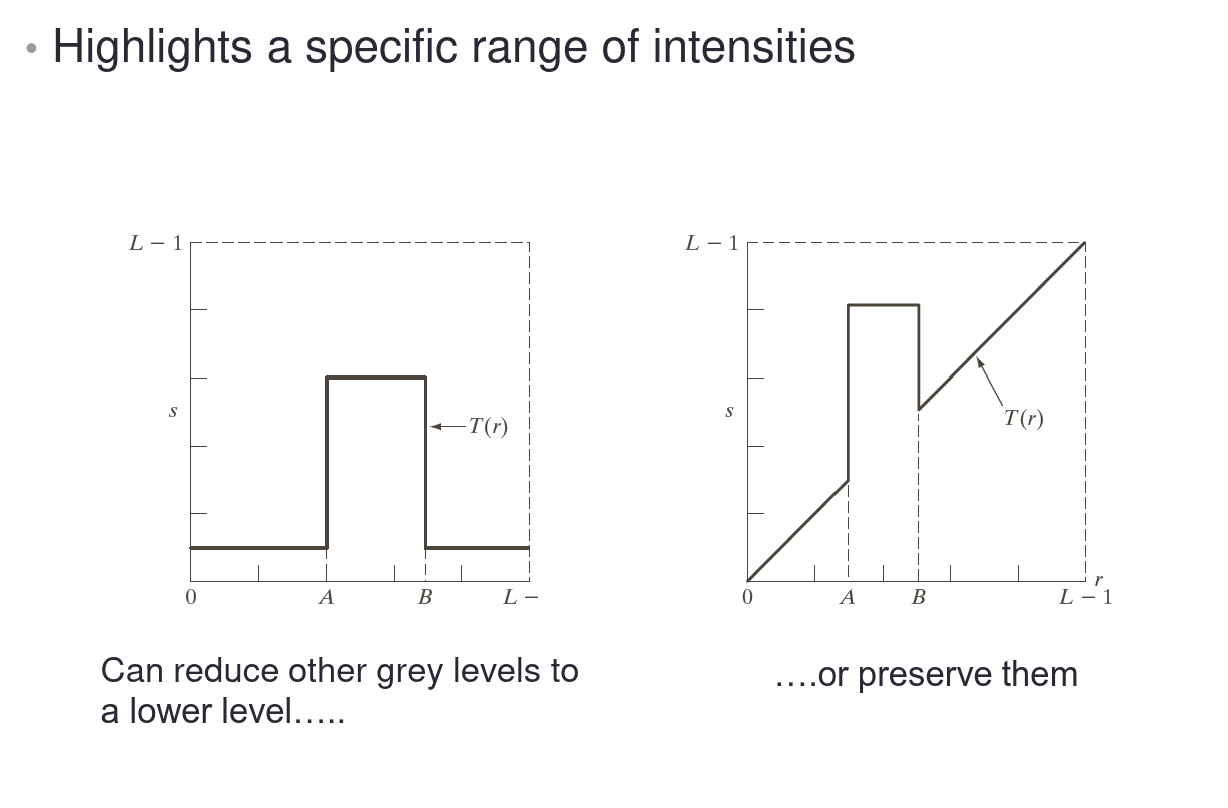 • Highlights a specific range of intensities
L − 1
s
T(r)
0 A B L −
L − 1
s
T(r)
r
0 A B L − 1
Can reduce other grey levels to
a lower level…..
….or preserve them